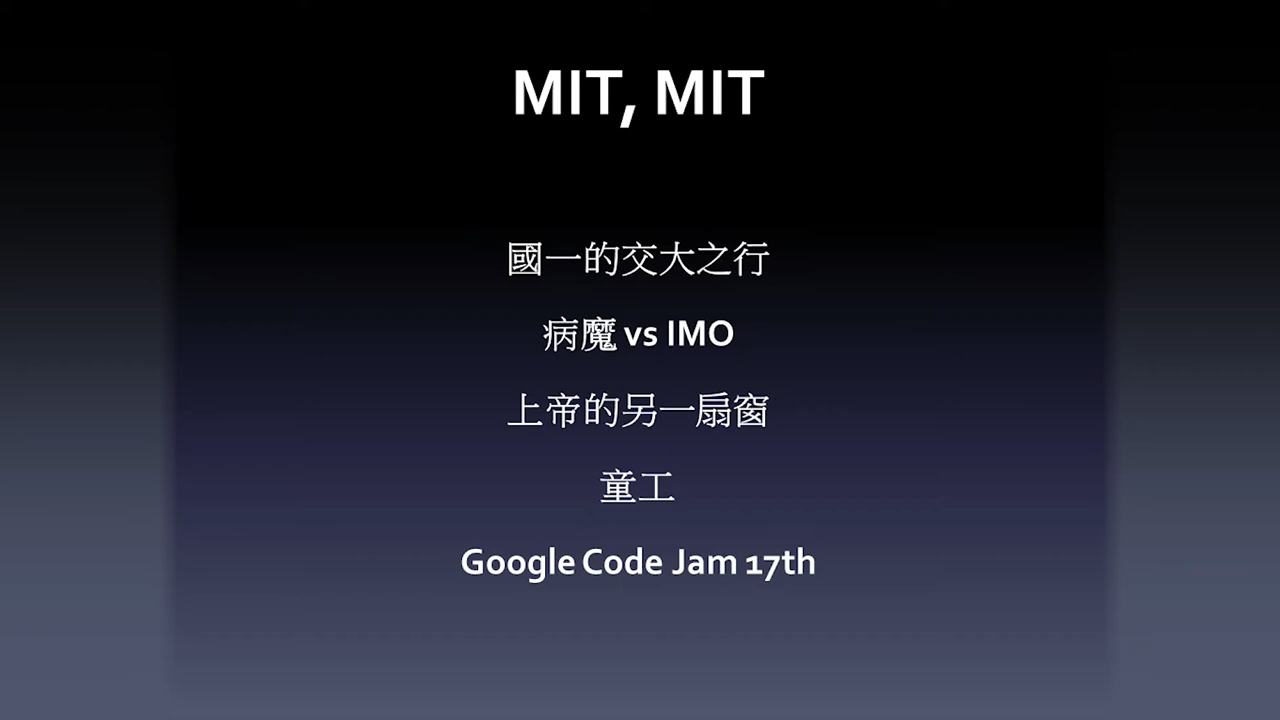 MIT, MIT
國一的交大之行
病魔 vs IMO
上帝的另一扇窗
童工
Google Code Jam 17th